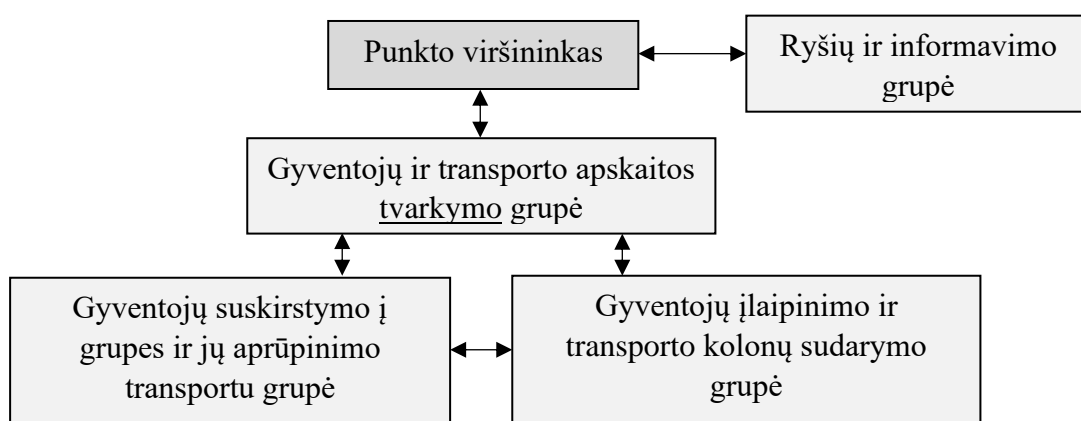 Punkto viršininkas
Ryšių ir informavimo
grupė
Gyventojų ir transporto apskaitos
tvarkymo grupė
Gyventojų suskirstymo į
grupes ir jų aprūpinimo
transportu grupė
Gyventojų įlaipinimo ir
transporto kolonų sudarymo
grupė